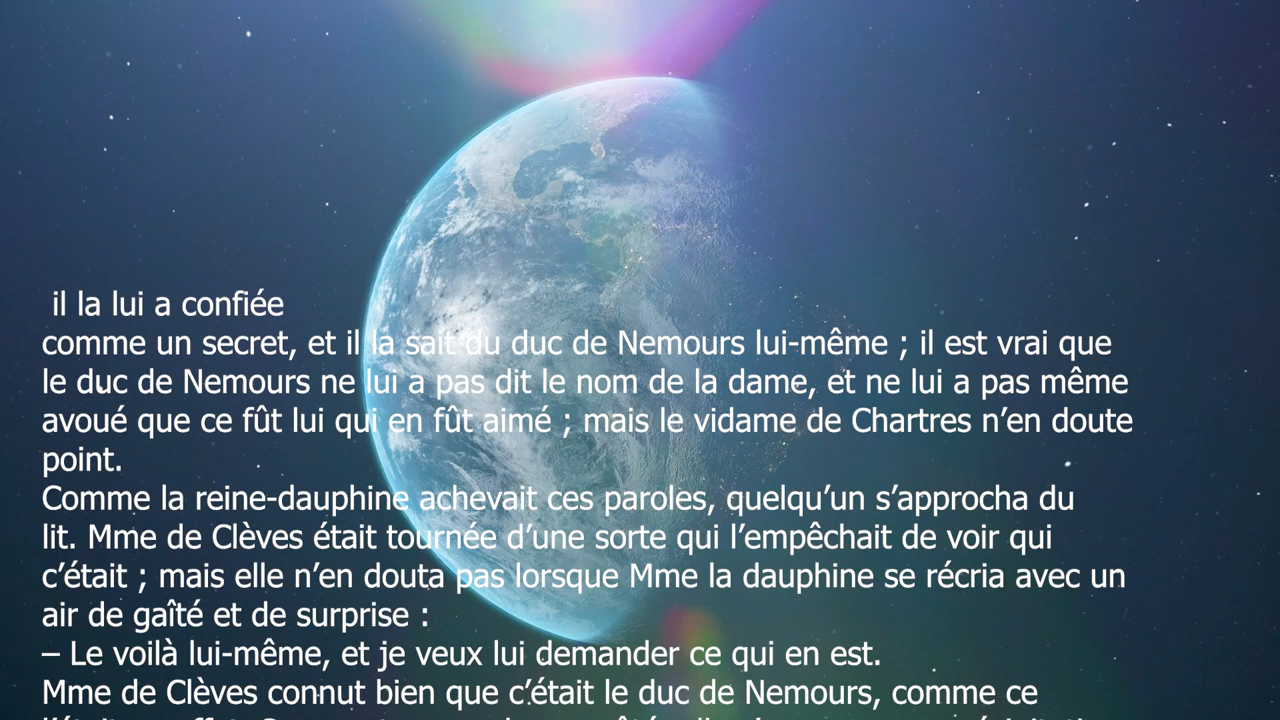 il la lui a confiée
comme un secret, et il la sait du duc de Nemours lui-même ; il est vrai que
le duc de Nemours ne lui a pas dit le nom de la dame, et ne lui a pas même
avoué que ce fût lui qui en fût aimé ; mais le vidame de Chartres n’en doute
point.
Comme la reine-dauphine achevait ces paroles, quelqu’un s’approcha du
lit. Mme de Clèves était tournée d’une sorte qui l’empêchait de voir qui
c’était ; mais elle n’en douta pas lorsque Mme la dauphine se récria avec un
air de gaîté et de surprise :
– Le voilà lui-même, et je veux lui demander ce qui en est.
Mme de Clèves connut bien que c’était le duc de Nemours, comme ce